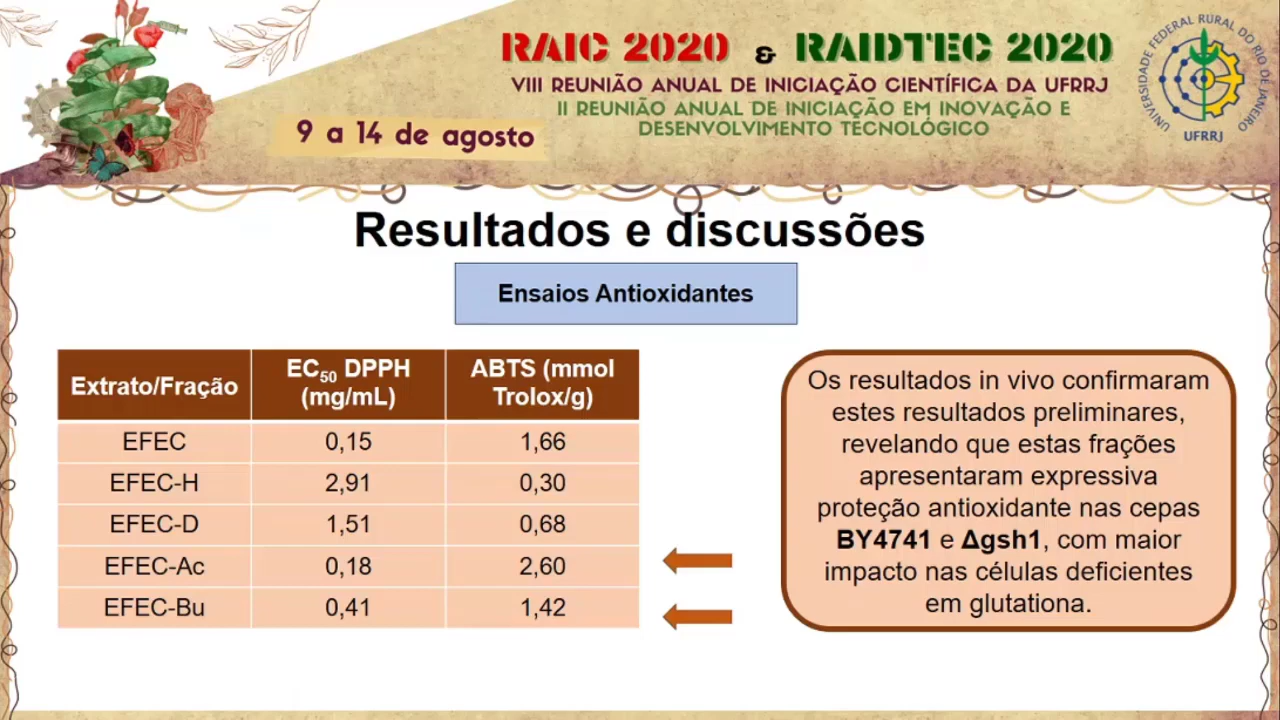 RAIC 2020 & RAIDTEC 2020
VIII REUNIÃO ANUAL DE INICIAÇÃO CIENTÍFICA DA UFRRJ
II REUNIÃO ANUAL DE INICIAÇÃO EM INOVAÇÃO E
DESENVOLVIMENTO TECNOLÓGICO
9 a 14 de agosto
UNIVERSIDADE FEDERAL RURAL DO RIO DE JANEIRO
UFRRJ
Resultados e discussões
Ensaios Antioxidantes
Extrato/Fração EC50 DPPH (mg/mL) ABTS (mmol Trolox/g)
EFEC 0,15 1,66
EFEC-H 2,91 0,30
EFEC-D 1,51 0,68
EFEC-Ac 0,18 2,60
EFEC-Bu 0,41 1,42
Os resultados in vivo confirmaram
estes resultados preliminares,
revelando que estas frações
apresentaram expressiva
proteção antioxidante nas cepas
BY4741 e Δgsh1, com maior
impacto nas células deficientes
em glutationa.